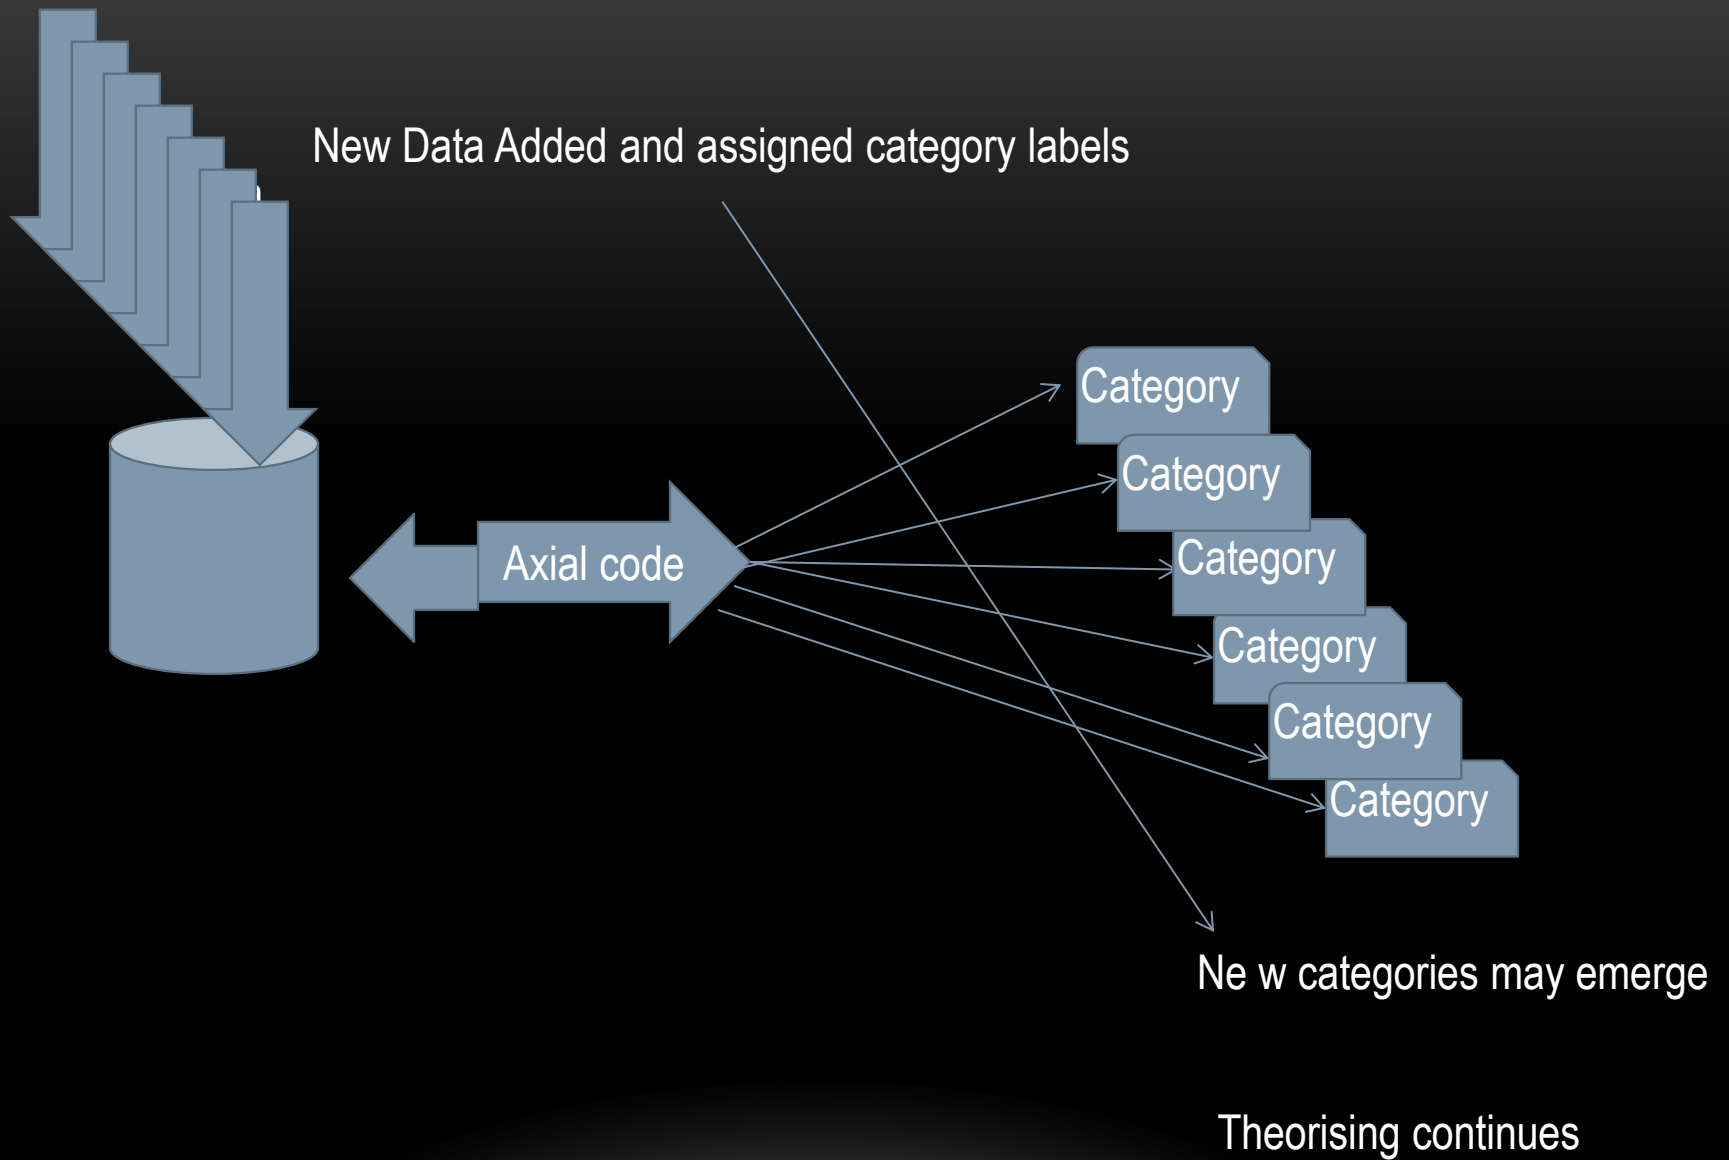 New Data Added and assigned category labels
Category
Category
Axial code
Category
Category
Category
Category
Ne w categories may emerge
Theorising continues